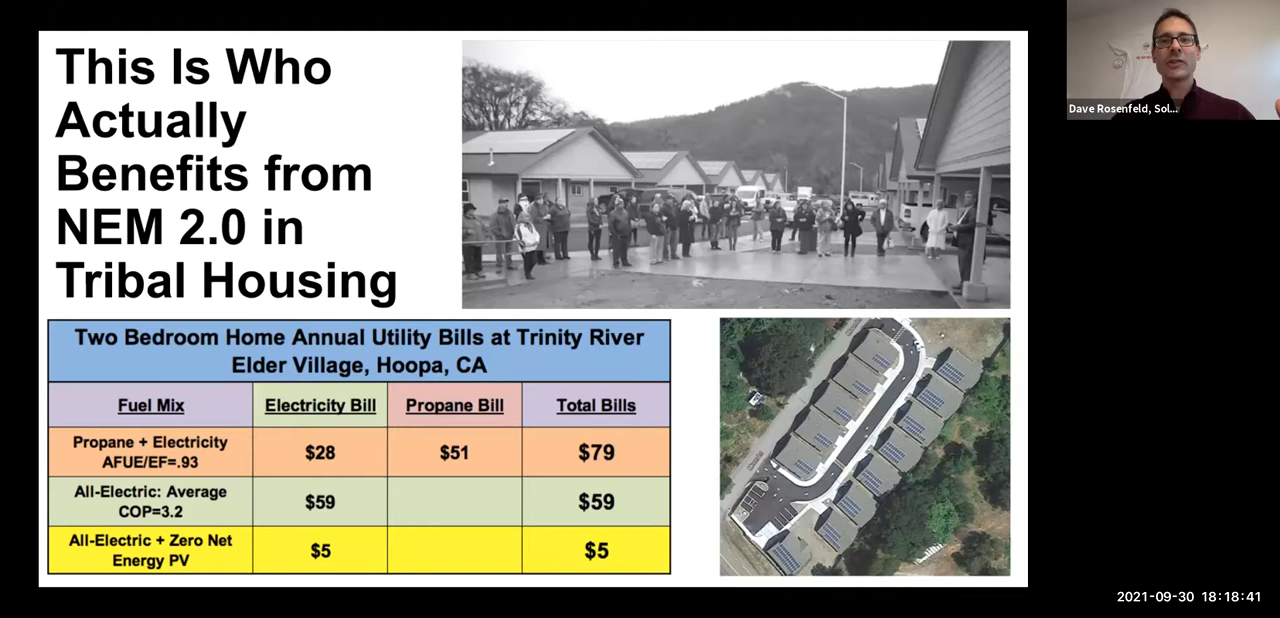 This Is Who
Actually
Benefits from
NEM 2.0 in
Tribal Housing
Dave Rosenfeld, Sol...
Two Bedroom Home Annual Utility Bills at Trinity River
Elder Village, Hoopa, CA
Fuel Mix Electricity Bill Propane Bill Total Bills
Propane + Electricity
AFUE/EF=.93 $28 $51 $79
All-Electric: Average
COP=3.2 $59 $59
All-Electric + Zero Net
Energy PV $5 $5
2021-09-30 18:18:41